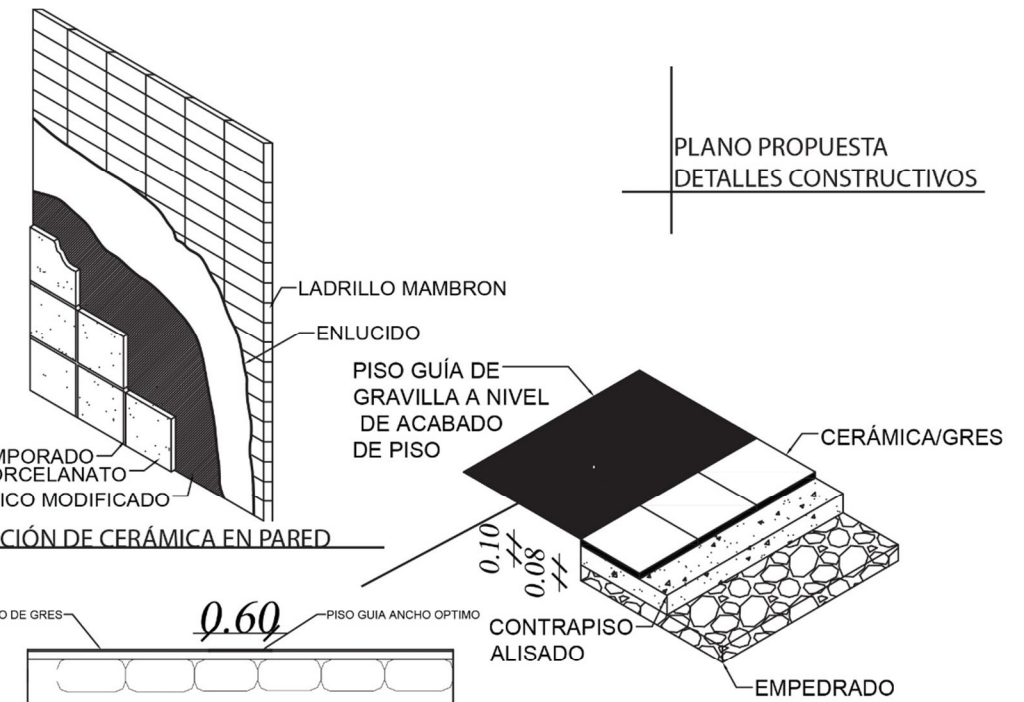 PLANO PROPUESTA
DETALLES CONSTRUCTIVOS
LADRILLO MAMBRON
ENLUCIDO
PISO GUÍA DE
GRAVILLA A NIVEL
DE ACABADO
DE PISO
CERÁMICA/GRES
MPORADO
ORCELANATO
ICO MODIFICADO
CIÓN DE CERÁMICA EN PARED
0.10
0.08
O DE GRES
0.60
PISO GUIA ANCHO OPTIMO
CONTRAPISO
ALISADO
EMPEDRADO